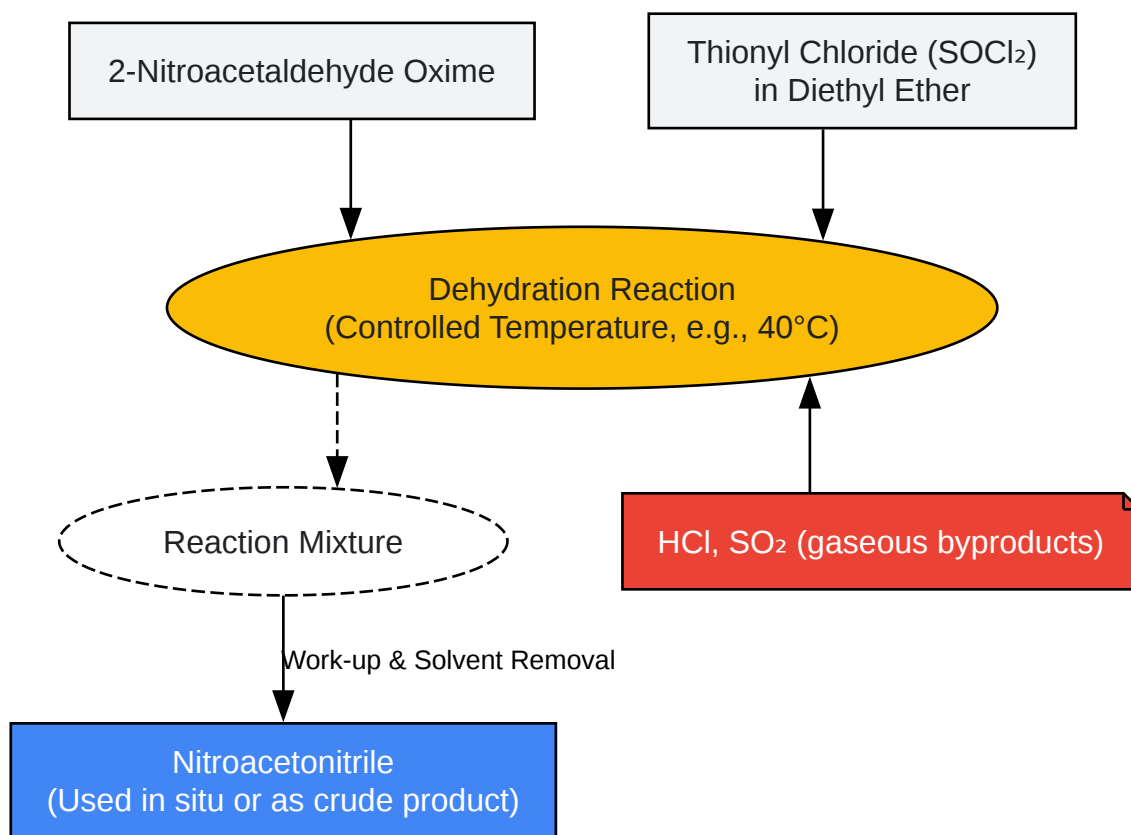 2-Nitroacetaldehyde Oxime
Thionyl Chloride (SOCl₂)
in Diethyl Ether
Dehydration Reaction
(Controlled Temperature, e.g., 40°C)
Reaction Mixture
HCl, SO₂ (gaseous byproducts)
Work-up & Solvent Removal
Nitroacetonitrile
(Used in situ or as crude product)